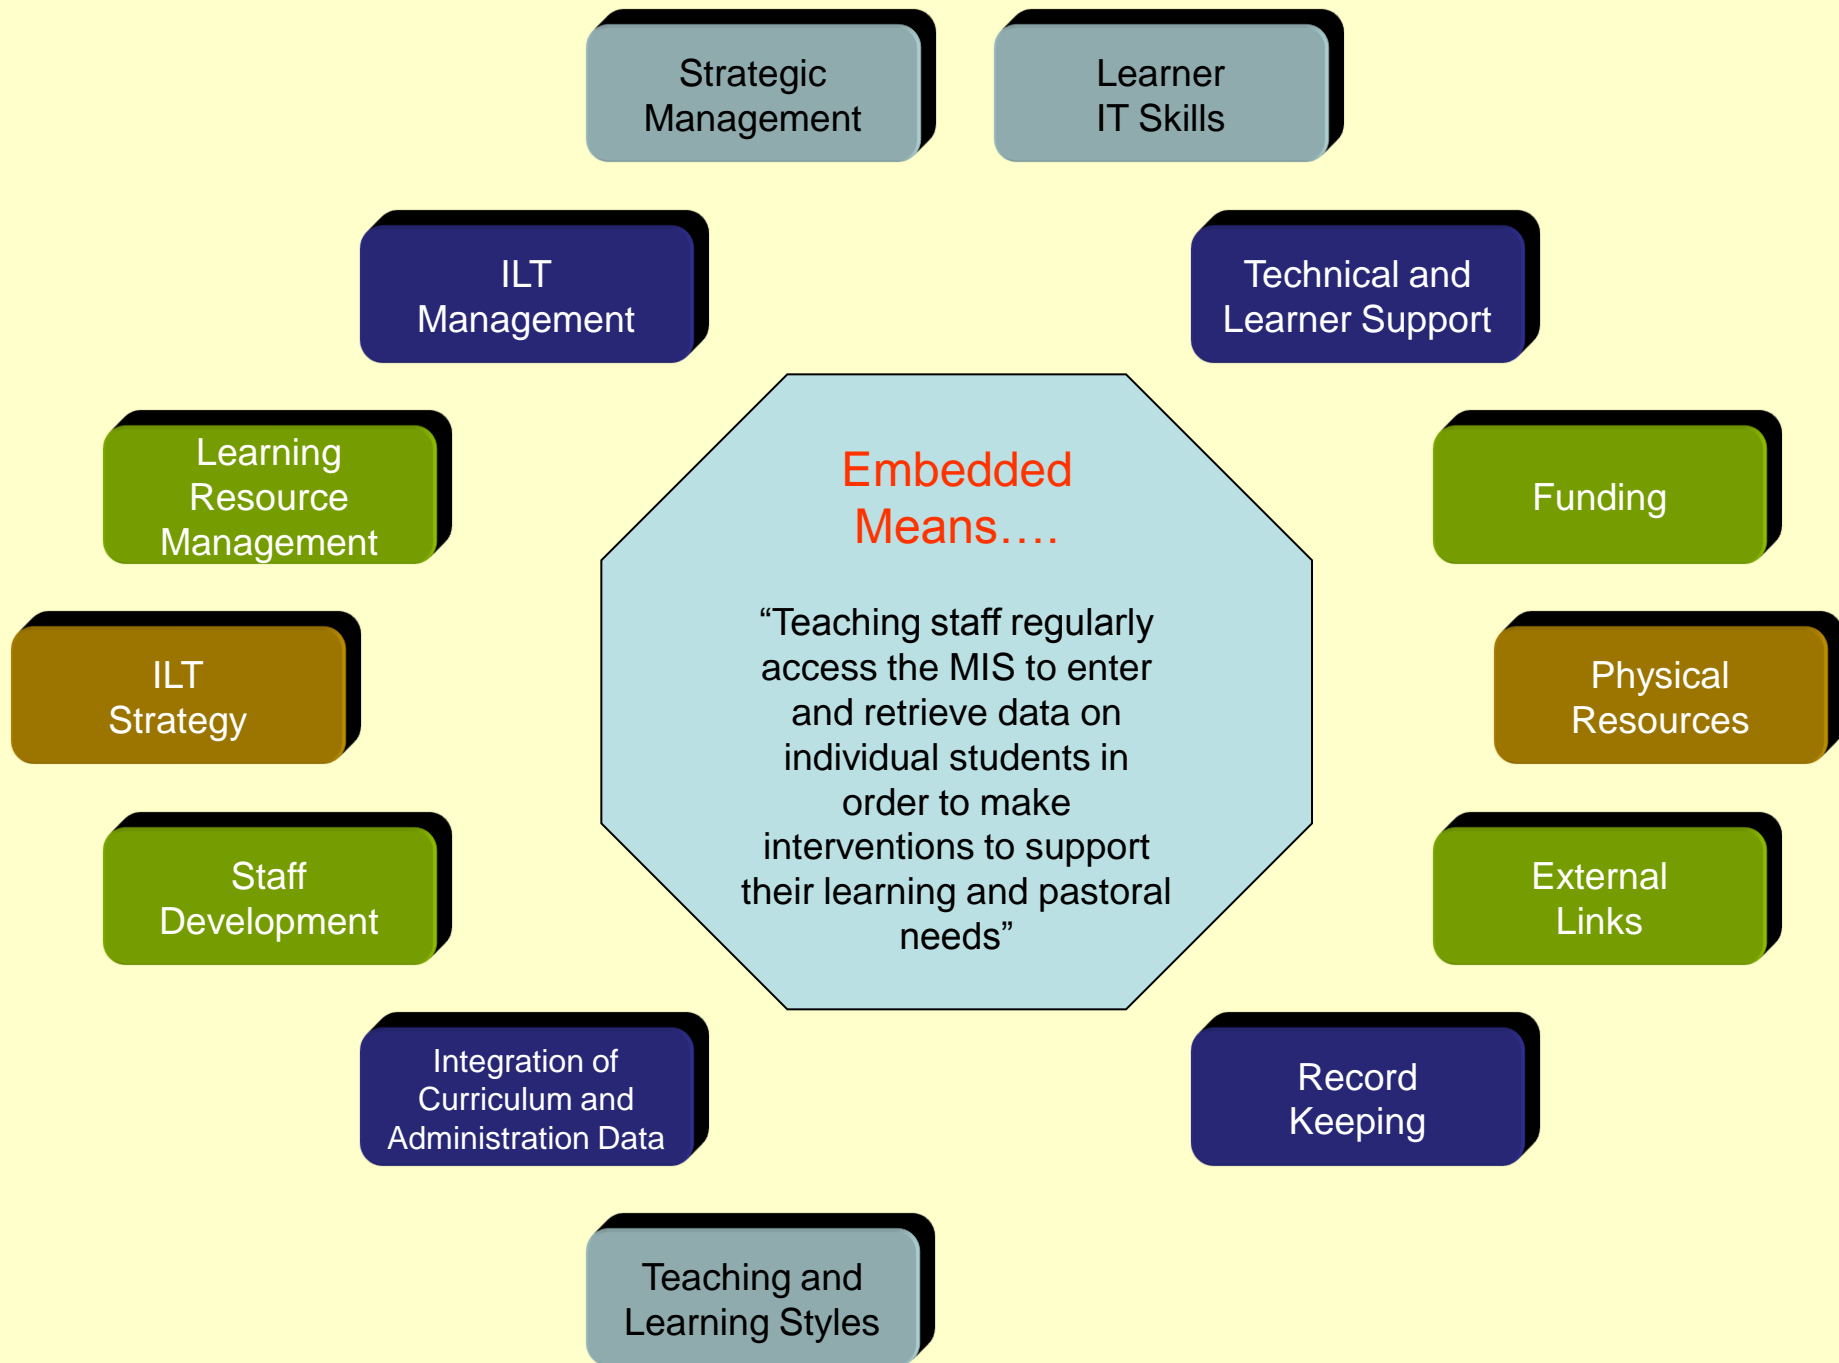 Strategic
Management
Learner
IT Skills
ILT
Management
Technical and
Learner Support
Learning
Resource
Management
Embedded
Means….
“Teaching staff regularly
access the MIS to enter
and retrieve data on
individual students in
order to make
interventions to support
their learning and pastoral
needs”
Funding
ILT
Strategy
Physical
Resources
Staff
Development
External
Links
Integration of
Curriculum and
Administration Data
Record
Keeping
Teaching and
Learning Styles